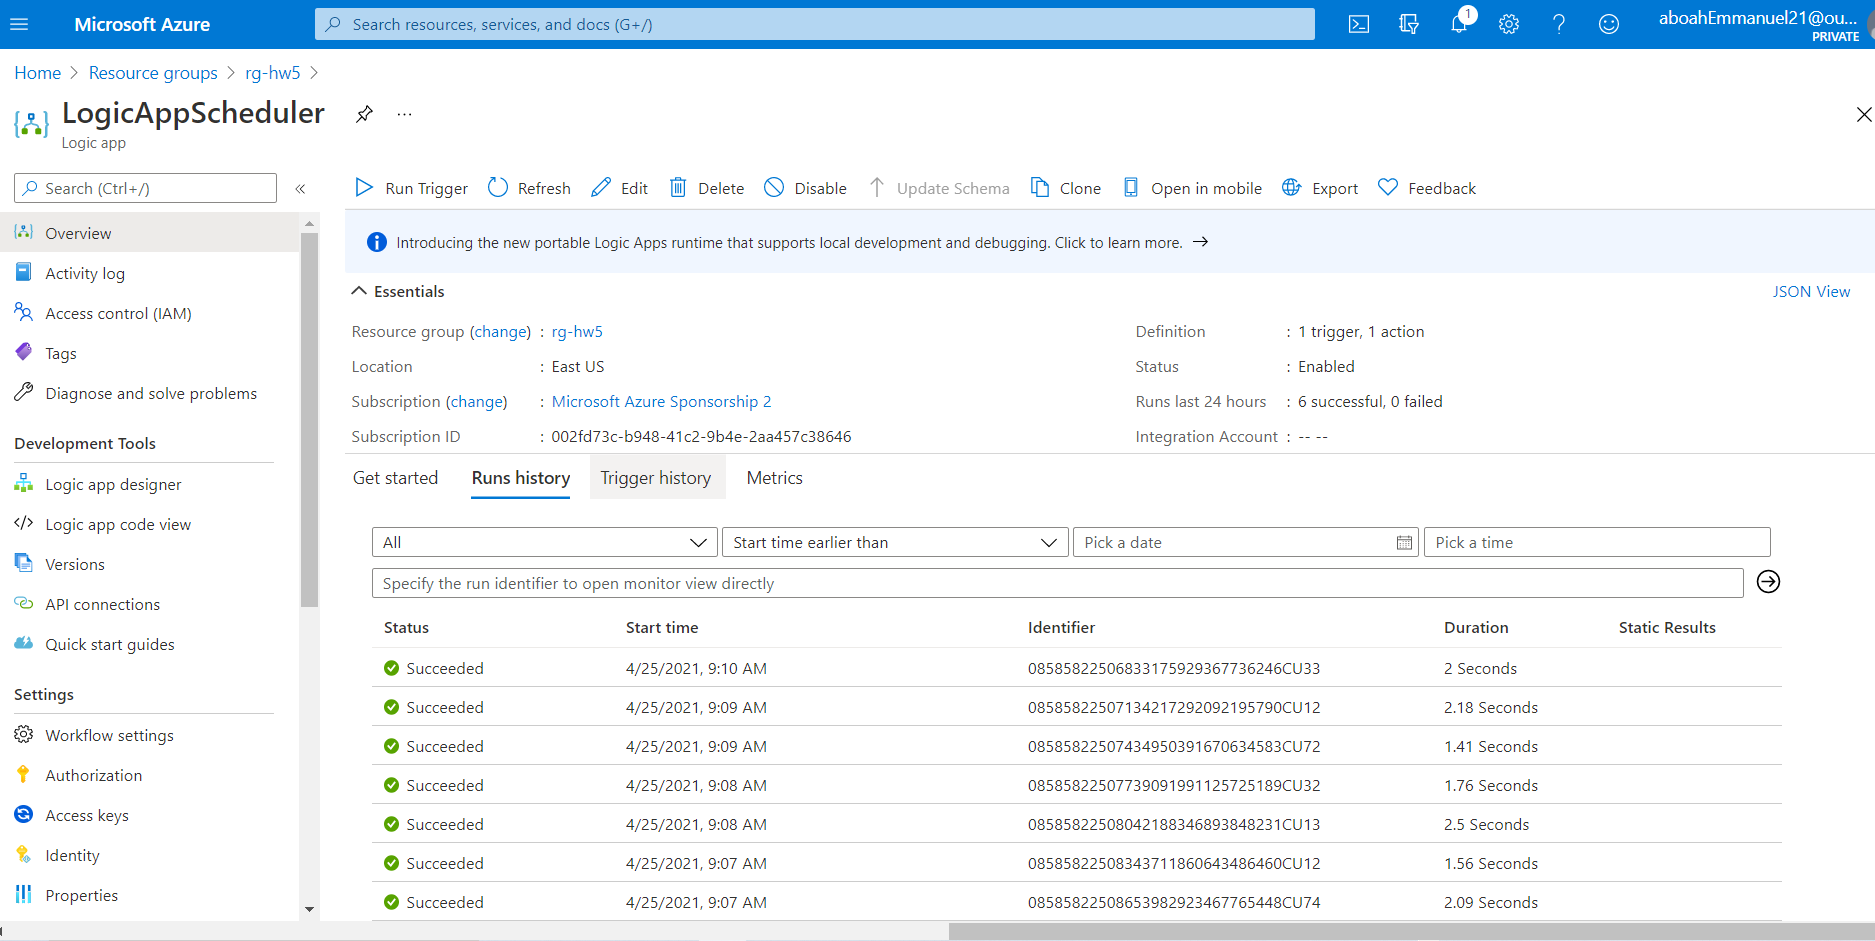 Microsoft Azure
Search resources, services, and docs (G+/)
1
aboahEmmanuel21@ou...
PRIVATE
Home > Resource groups > rg-hw5 >
LogicAppScheduler
...
Logic app
Search (Ctrl+/)
«
Run Trigger Refresh Edit Delete Disable Update Schema Clone Open in mobile Export Feedback
Overview
Activity log
Access control (IAM)
Tags
Diagnose and solve problems
Development Tools
Logic app designer
Logic app code view
Versions
API connections
Quick start guides
Settings
Workflow settings
Authorization
Access keys
Identity
Properties
Introducing the new portable Logic Apps runtime that supports local development and debugging. Click to learn more. →
Essentials
JSON View
Resource group (change) : rg-hw5
Location : East US
Subscription (change) : Microsoft Azure Sponsorship 2
Subscription ID : 002fd73c-b948-41c2-9b4e-2aa457c38646
Definition : 1 trigger, 1 action
Status : Enabled
Runs last 24 hours : 6 successful, 0 failed
Integration Account : -- --
Get started Runs history Trigger history Metrics
All Start time earlier than Pick a date Pick a time
Specify the run identifier to open monitor view directly
Status Start time Identifier Duration Static Results
Succeeded 4/25/2021, 9:10 AM 08585822506833175929367736246CU33 2 Seconds
Succeeded 4/25/2021, 9:09 AM 08585822507134217292092195790CU12 2.18 Seconds
Succeeded 4/25/2021, 9:09 AM 08585822507434950391670634583CU72 1.41 Seconds
Succeeded 4/25/2021, 9:08 AM 08585822507739091991125725189CU32 1.76 Seconds
Succeeded 4/25/2021, 9:08 AM 08585822508042188346893848231CU13 2.5 Seconds
Succeeded 4/25/2021, 9:07 AM 08585822508343711860643486460CU12 1.56 Seconds
Succeeded 4/25/2021, 9:07 AM 08585822508653982923467765448CU74 2.09 Seconds